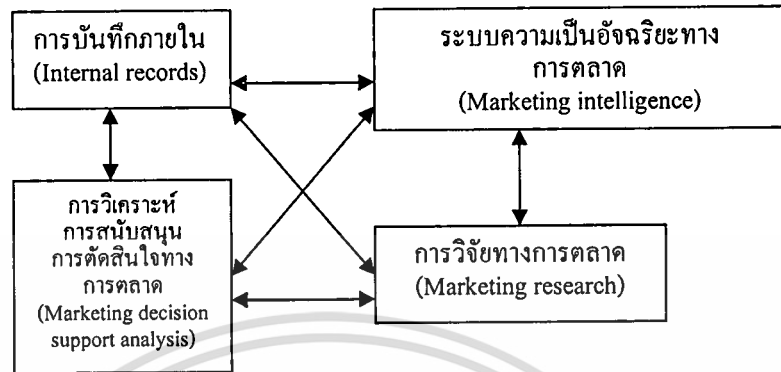 การบันทึกภายใน
(Internal records)
ระบบความเป็นอัจฉริยะทาง
การตลาด
(Marketing intelligence)
การวิเคราะห์
การสนับสนุน
การตัดสินใจทาง
การตลาด
(Marketing decision
support analysis)
การวิจัยทางการตลาด
(Marketing research)